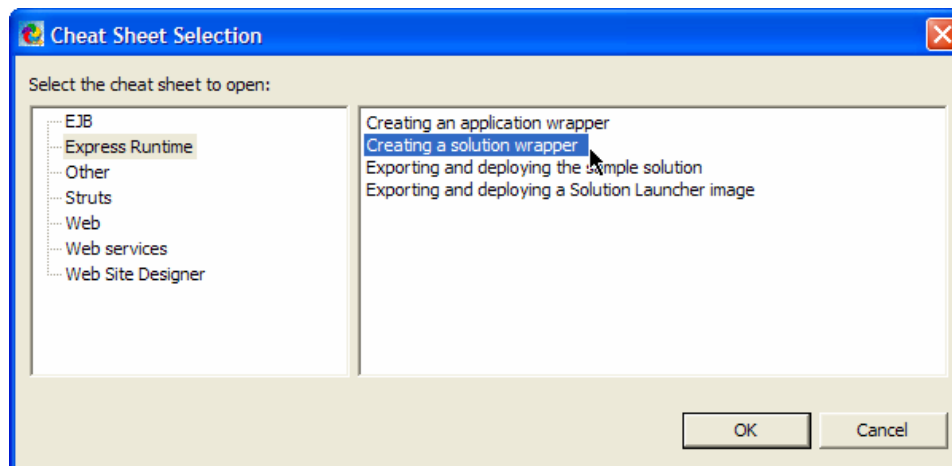 Cheat Sheet Selection
Select the cheat sheet to open:
EJB
Express Runtime
Other
Struts
Web
Web services
Web Site Designer
Creating an application wrapper
Creating a solution wrapper
Exporting and deploying the sample solution
Exporting and deploying a Solution Launcher image
OK
Cancel